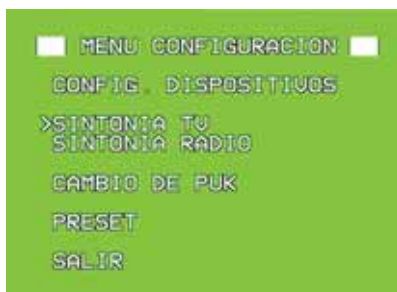 MENU CONFIGURACION
CONFIG. DISPOSITIVOS
>SINTONIA TV
SINTONIA RADIO
CAMBIO DE PUK
PRESET
SALIR